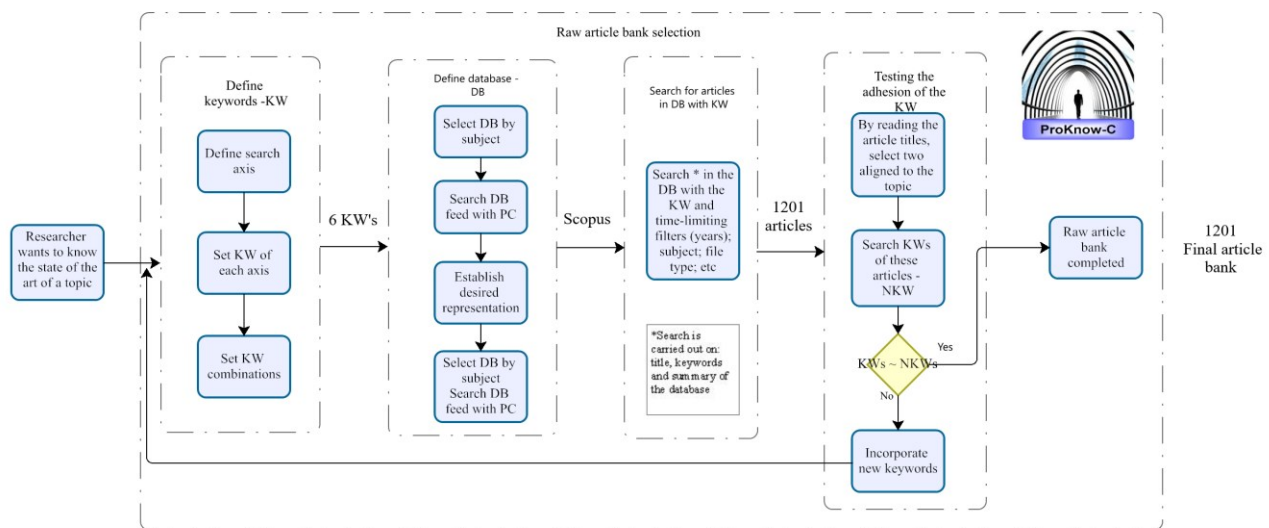 Raw article bank selection
Researcher
wants to know
the state of the
art of a topic
Define
keywords -KW
Define search
axis
Set KW of
each axis
Set KW
combinations
6 KW's
Define database -
DB
Select DB by
subject
Search DB
feed with PC
Establish
desired
representation
Select DB by
subject
Search DB
feed with PC
Scopus
Search for articles
in DB with KW
Search * in the
DB with the
KW and
time-limiting
filters (years);
subject; file
type; etc
*Search is
carried out on:
title, keywords
and summary of
the database
1201
articles
Testing the
adhesion of the
KW
By reading the
article titles,
select two
aligned to the
topic
Search KWs
of these
articles -
NKW
KWs ~ NKWs
Yes
No
Incorporate
new keywords
ProKnow-C
Raw article
bank
completed
1201
Final article
bank